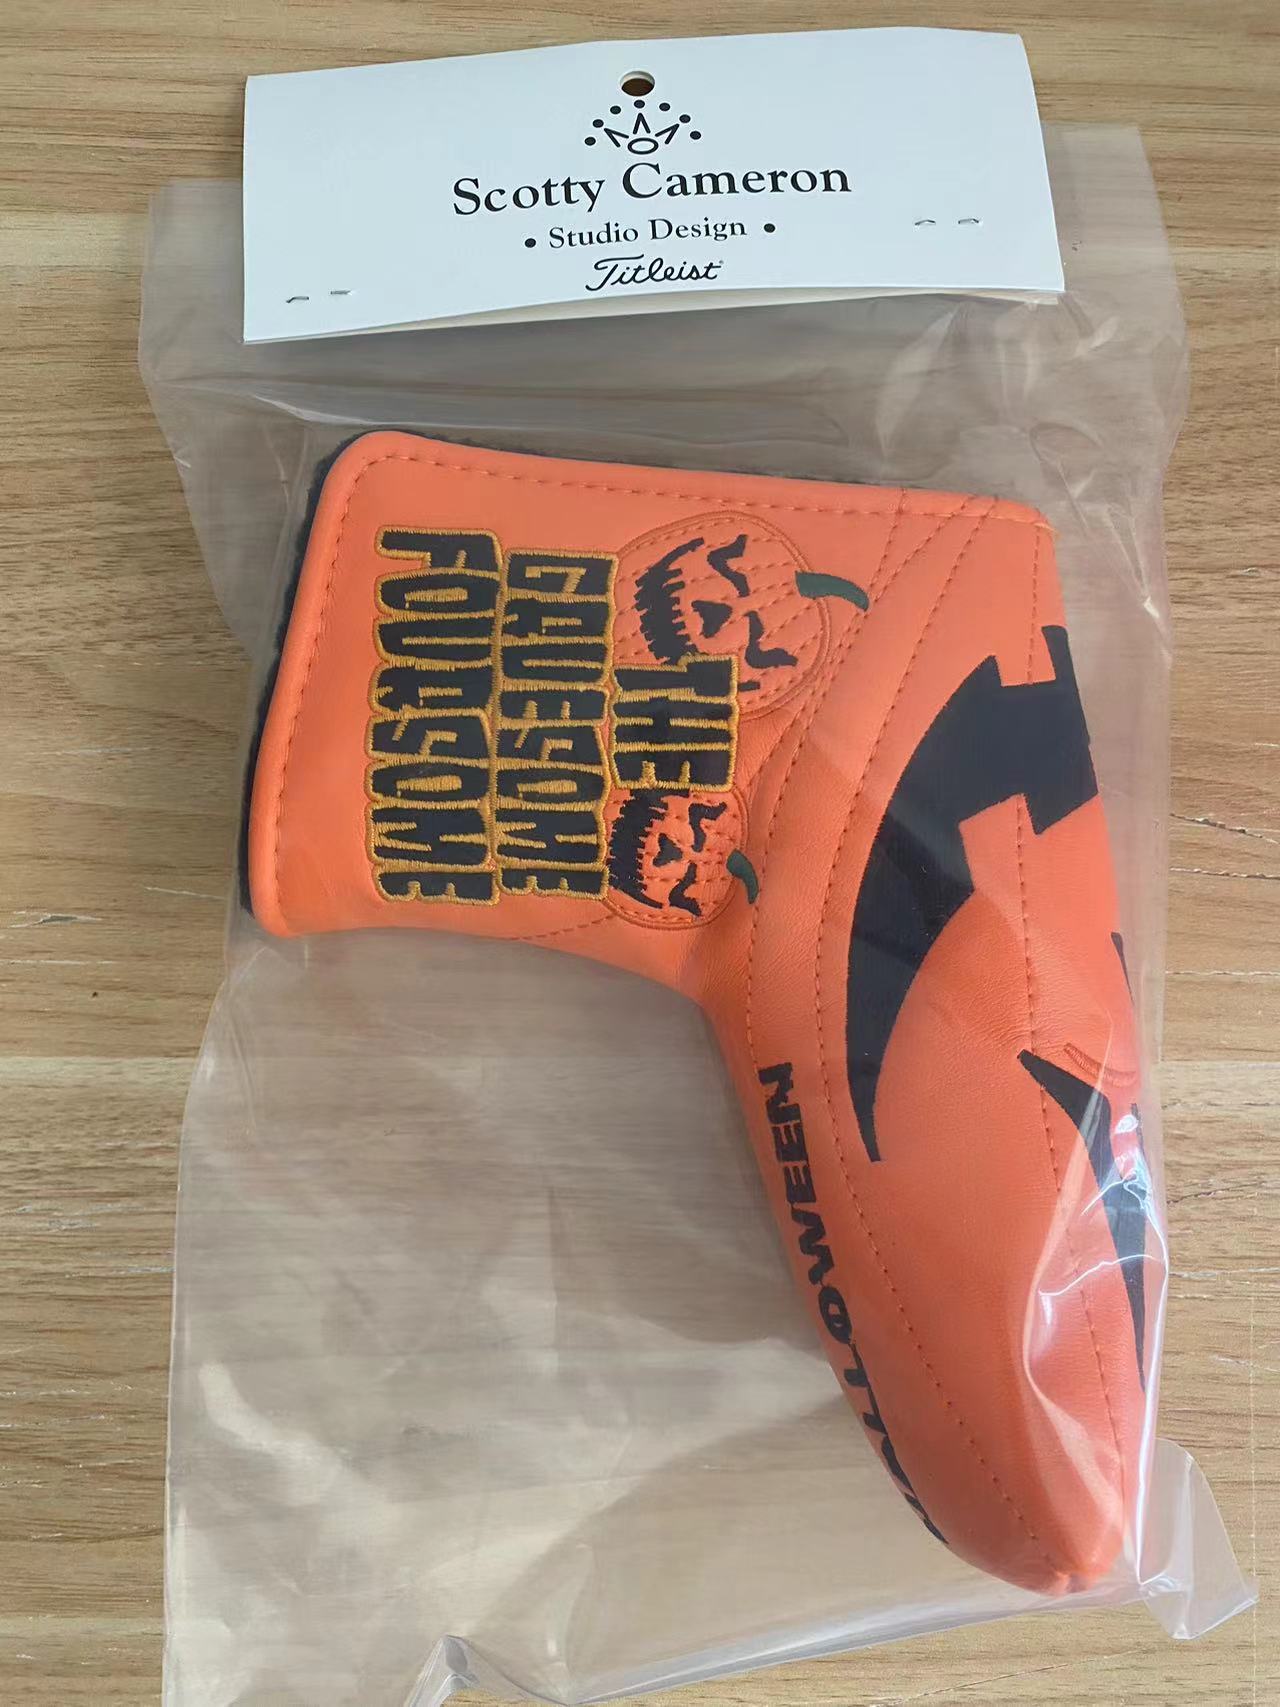 Scotty Cameron
• Studio Design •
Titleist
THE
GRUESOME
FOURSOME
HALLOWEEN